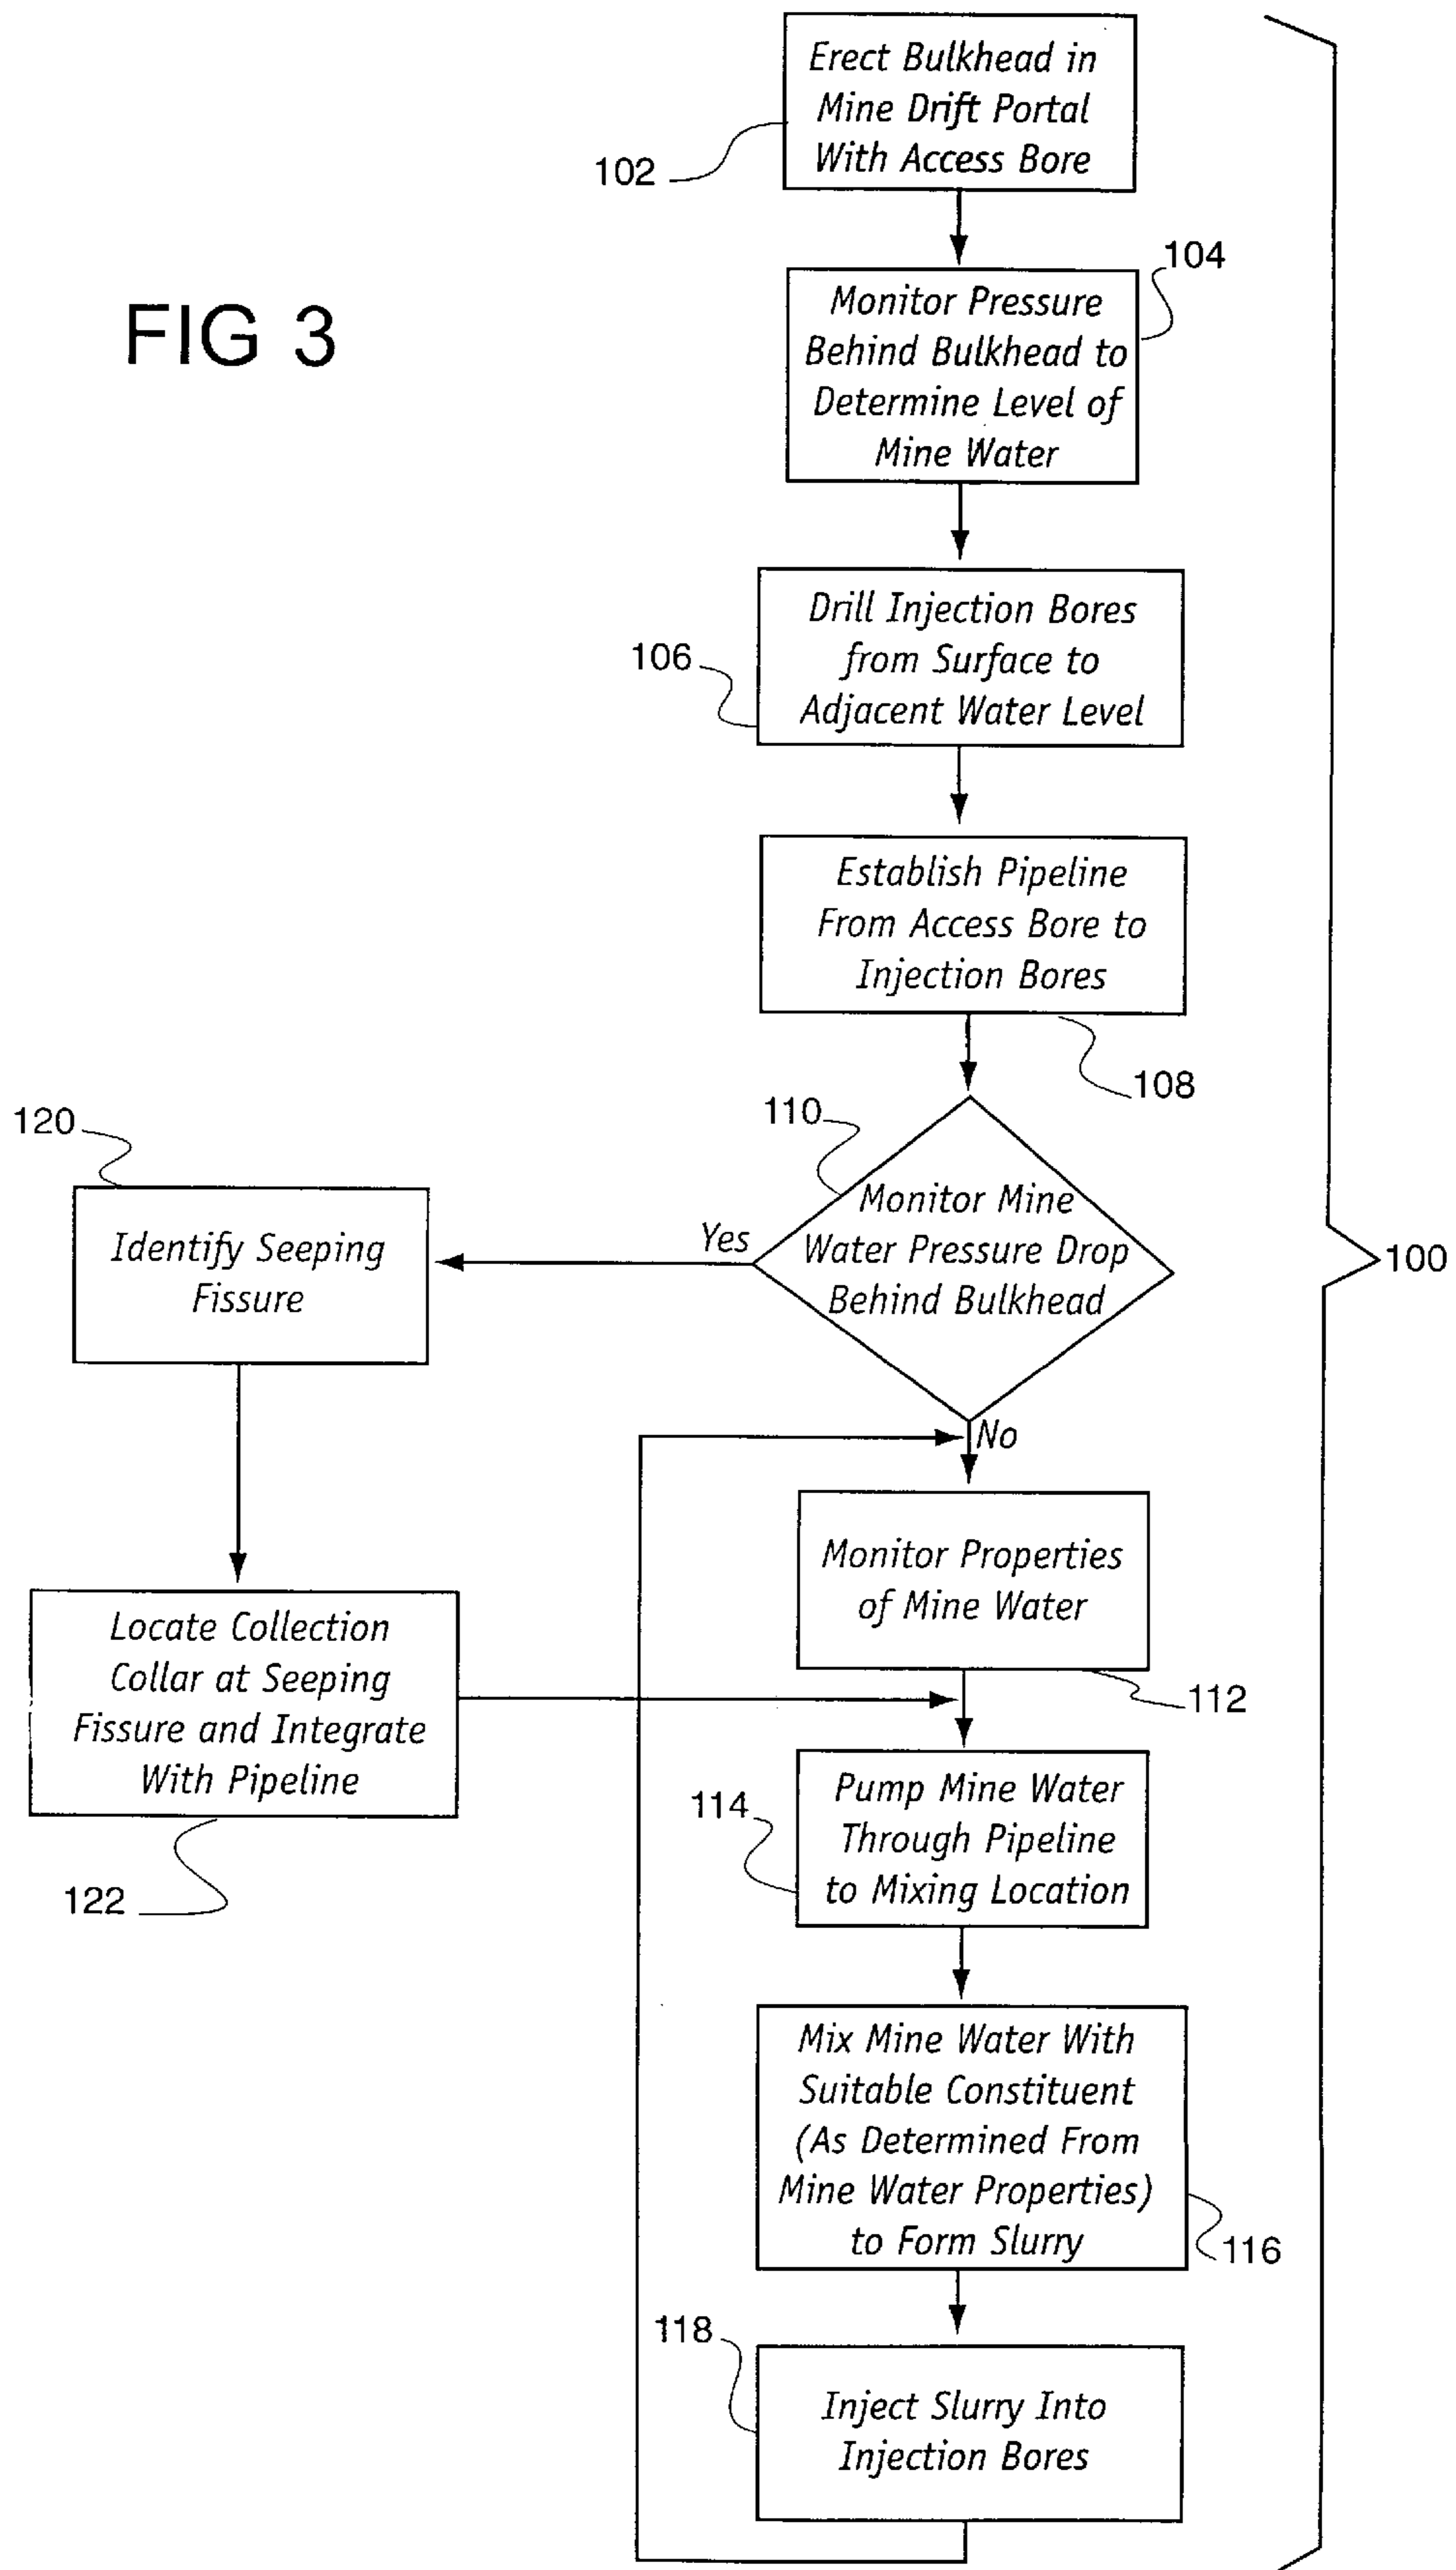 Erect Bulkhead in
Mine Drift Portal
With Access Bore
102
104
Monitor Pressure
Behind Bulkhead to
Determine Level of
Mine Water
FIG 3
Drill Injection Bores
from Surface to
Adjacent Water Level
106
Establish Pipeline
From Access Bore to
Injection Bores
108
110
Monitor Mine
Water Pressure Drop
Behind Bulkhead
Yes
No
100
120
Identify Seeping
Fissure
Locate Collection
Collar at Seeping
Fissure and Integrate
With Pipeline
122
Monitor Properties
of Mine Water
112
114
Pump Mine Water
Through Pipeline
to Mixing Location
Mix Mine Water With
Suitable Constituent
(As Determined From
Mine Water Properties)
to Form Slurry
116
118
Inject Slurry Into
Injection Bores